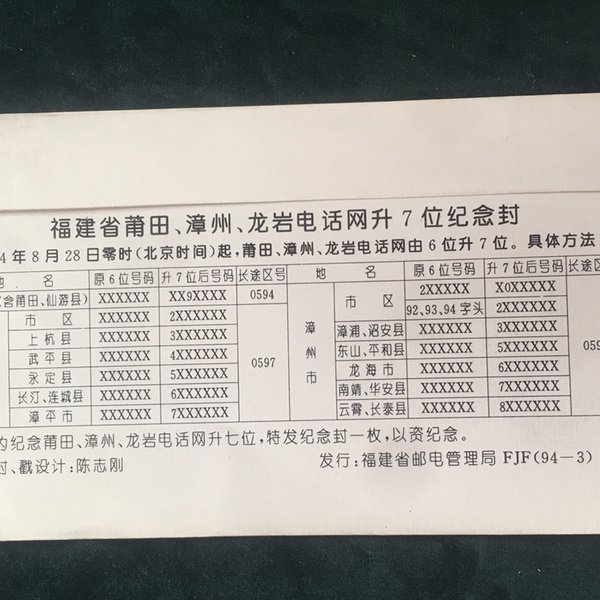 福建省莆田、漳州、龙岩电话网升7位纪念封
4年8月28日零时(北京时间)起,莆田、漳州、龙岩电话网由6位升7位。具体方法
地 名 原6位号码 升7位后号码 长途区号 地 名 原6位号码 升7位后号码 长
(含莆田、仙游县) XXXXXX XX9XXXX 0594 漳州市 市 区 2XXXXX X0XXXXX 059
市 区 XXXXXX 2XXXXXX 0597 92,93,94字头 2XXXXXX
上杭县 XXXXXX 3XXXXXX 漳浦、诏安县 XXXXXX 3XXXXXX
武平县 XXXXXX 4XXXXXX 东山、平和县 XXXXXX 5XXXXXX
永定县 XXXXXX 5XXXXXX 龙海市 XXXXXX 6XXXXXX
长汀、连城县 XXXXXX 6XXXXXX 南靖、华安县 XXXXXX 7XXXXXX
漳平市 XXXXXX 7XXXXXX 云霄、长泰县 XXXXXX 8XXXXXX
为纪念莆田、漳州、龙岩电话网升七位,特发纪念封一枚,以资纪念。
封、戳设计:陈志刚 发行:福建省邮电管理局 FJF(94-3)